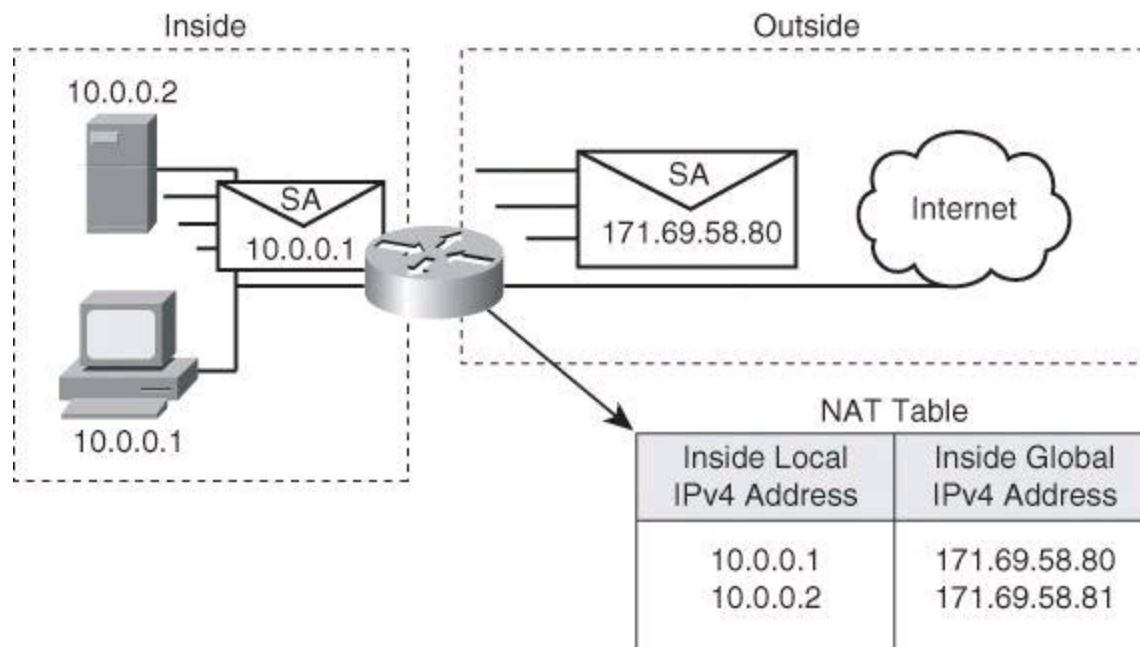 Inside
Outside
10.0.0.2
SA
10.0.0.1
SA
171.69.58.80
Internet
10.0.0.1
NAT Table
Inside Local
IPv4 Address
Inside Global
IPv4 Address
10.0.0.1
171.69.58.80
10.0.0.2
171.69.58.81